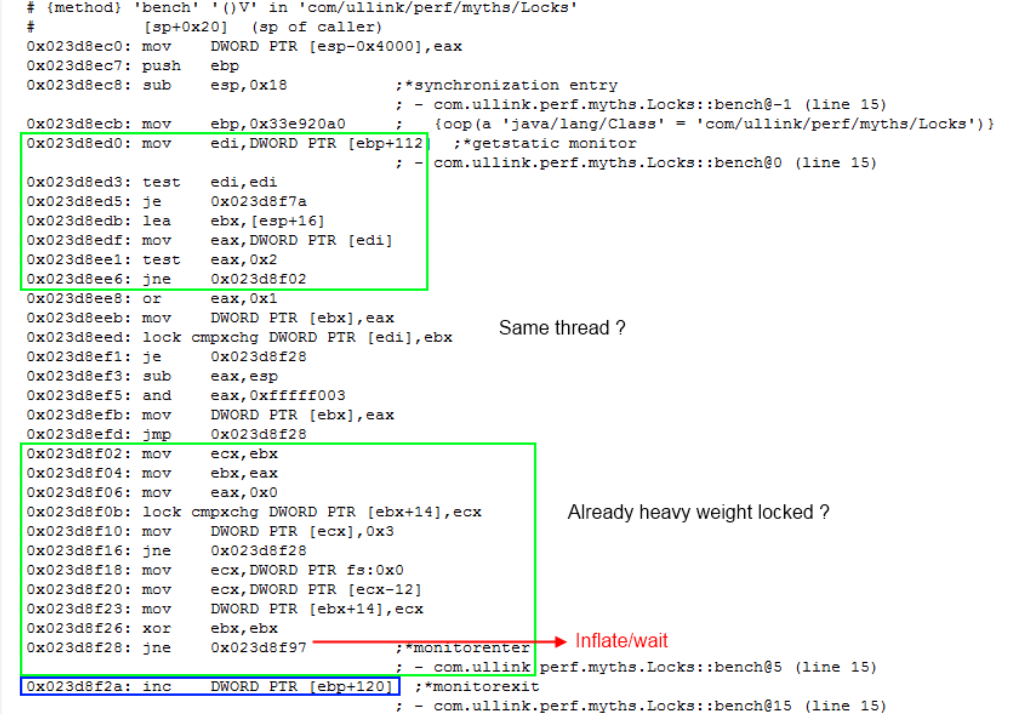 # {method} 'bench' '()V' in 'com/ullink/perf/myths/Locks'
#           [sp+0x20]  (sp of caller)
0x023d8ec0: mov    DWORD PTR [esp-0x4000],eax
0x023d8ec7: push   ebp
0x023d8ec8: sub    esp,0x18           ;*synchronization entry
; - com.ullink.perf.myths.Locks::bench@-1 (line 15)
0x023d8ecb: mov    ebp,0x33e920a0     ;   {oop(a 'java/lang/Class' = 'com/ullink/perf/myths/Locks')}
0x023d8ed0: mov    edi,DWORD PTR [ebp+112]  ;*getstatic monitor
; - com.ullink.perf.myths.Locks::bench@0 (line 15)
0x023d8ed3: test   edi,edi
0x023d8ed5: je     0x023d8f7a
0x023d8edb: lea    ebx,[esp+16]
0x023d8edf: mov    eax,DWORD PTR [edi]
0x023d8ee1: test   eax,0x2
0x023d8ee6: jne    0x023d8f02
0x023d8ee8: or     eax,0x1
0x023d8eeb: mov    DWORD PTR [ebx],eax
Same thread ?
0x023d8eed: lock cmpxchg DWORD PTR [edi],ebx
0x023d8ef1: je     0x023d8f28
0x023d8ef3: sub    eax,esp
0x023d8ef5: and    eax,0xfffff003
0x023d8efb: mov    DWORD PTR [ebx],eax
0x023d8efd: jmp    0x023d8f28
0x023d8f02: mov    ecx,ebx
0x023d8f04: mov    ebx,eax
0x023d8f06: mov    eax,0x0
0x023d8f0b: lock cmpxchg DWORD PTR [ebx+14],ecx
Already heavy weight locked ?
0x023d8f10: mov    DWORD PTR [ecx],0x3
0x023d8f16: jne    0x023d8f28
0x023d8f18: mov    ecx,DWORD PTR fs:0x0
0x023d8f20: mov    ecx,DWORD PTR [ecx-12]
0x023d8f23: mov    DWORD PTR [ebx+14],ecx
0x023d8f26: xor    ebx,ebx
Inflate/wait
0x023d8f28: jne    0x023d8f97         ;*monitorenter
; - com.ullink.perf.myths.Locks::bench@5 (line 15)
0x023d8f2a: inc    DWORD PTR [ebp+120]  ;*monitorexit
; - com.ullink.perf.myths.Locks::bench@15 (line 15)